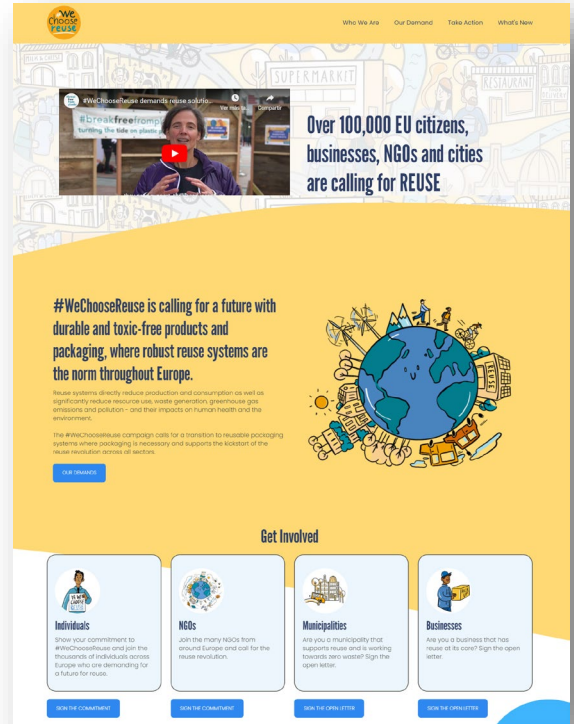 we
Choose
reuse
Who We Are
Our Demand
Take Action
What's New
SUPERMARKET
RESTAURANT
#WeChooseReuse demands reuse solutio...
Ver más ta...
Compartir
#breakfreefrompl
turning the tide on plastic p
Over 100,000 EU citizens,
businesses, NGOs and cities
are calling for REUSE
#WeChooseReuse is calling for a future with
durable and toxic-free products and
packaging, where robust reuse systems are
the norm throughout Europe.
Reuse systems directly reduce production and consumption as well as
significantly reduce resource use, waste generation, greenhouse gas
emissions and pollution - and their impacts on human health and the
environment.
The #WeChooseReuse campaign calls for a transition to reusable packaging
systems where packaging is necessary and supports the kickstart of the
reuse revolution across all sectors.
OUR DEMANDS
Get Involved
Individuals
Show your commitment to
#WeChooseReuse and join the
thousands of individuals across
Europe who are demanding for
a future for reuse.
SIGN THE COMMITMENT
NGOs
Join the many NGOs from
around Europe and call for the
reuse revolution.
SIGN THE COMMITMENT
Municipalities
Are you a municipality that
supports reuse and is working
towards zero waste? Sign the
open letter.
SIGN THE OPEN LETTER
Businesses
Are you a business that has
reuse at its core? Sign the open
letter.
SIGN THE OPEN LETTER